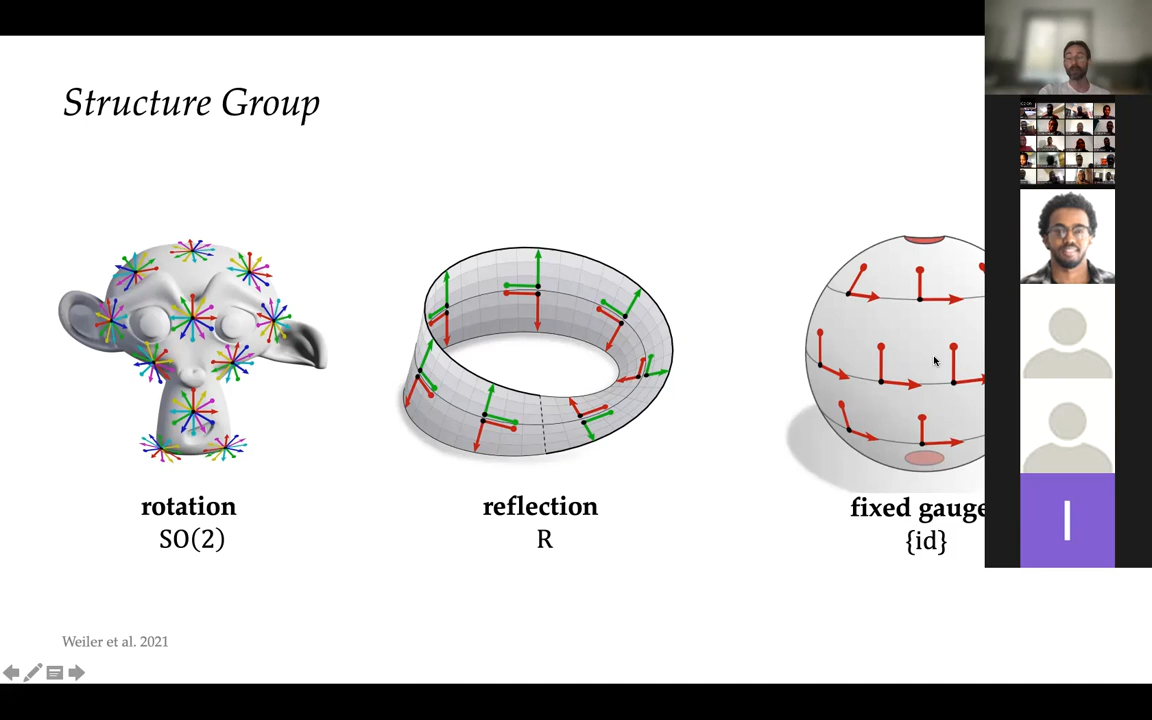 Structure Group
rotation
SO(2)
reflection
R
fixed gauge
{id}
Weiler et al. 2021
I